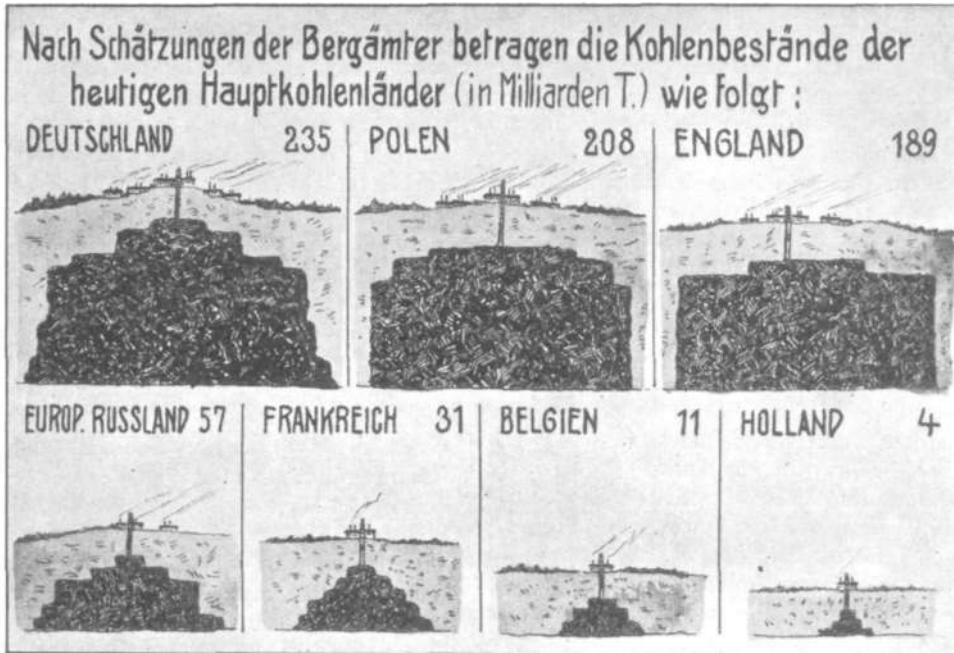 Nach Schätzungen der Bergämter betragen die Kohlenbestände der
heutigen Hauptkohlenländer (in Milliarden T.) wie folgt:
DEUTSCHLAND 235
POLEN 208
ENGLAND 189
EUROP. RUSSLAND 57
FRANKREICH 31
BELGIEN 11
HOLLAND 4